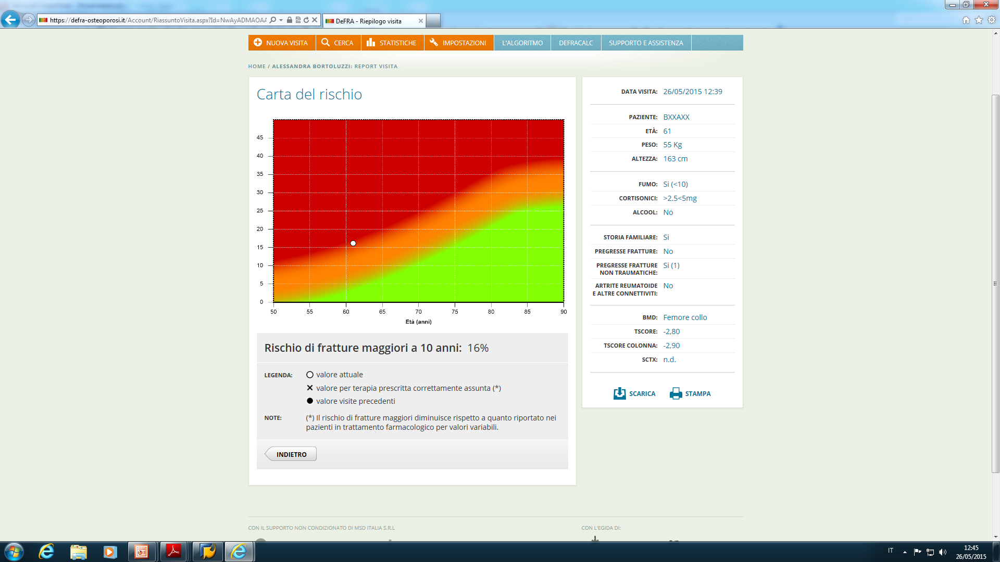 https://defra-osteoporosi.it/Account/RiassuntoVisita.aspx?Id=NwAyADMAOAA
DeFRA - Riepilogo visita
NUOVA VISITA
CERCA
STATISTICHE
IMPOSTAZIONI
L'ALGORITMO
DEFRACALC
SUPPORTO E ASSISTENZA
HOME / ALESSANDRA BORTOLUZZI: REPORT VISITA
Carta del rischio
45
40
35
30
25
20
15
10
5
0
50 55 60 65 70 75 80 85 90
Età (anni)
Rischio di fratture maggiori a 10 anni: 16%
LEGENDA:
valore attuale
valore per terapia prescritta correttamente assunta (*)
valore visite precedenti
NOTE:
(*) Il rischio di fratture maggiori diminuisce rispetto a quanto riportato nei
pazienti in trattamento farmacologico per valori variabili.
INDIETRO
DATA VISITA: 26/05/2015 12:39
PAZIENTE: BXXAXX
ETÀ: 61
PESO: 55 Kg
ALTEZZA: 163 cm
FUMO: Si (<10)
CORTISONICI: >2.5<5mg
ALCOOL: No
STORIA FAMILIARE: Si
PREGRESSE FRATTURE: No
PREGRESSE FRATTURE Si (1)
NON TRAUMATICHE:
ARTRITE REUMATOIDE No
E ALTRE CONNETTIVITI:
BMD: Femore collo
TSCORE: -2,80
TSCORE COLONNA: -2,90
SCTX: n.d.
SCARICA
STAMPA
CON IL SUPPORTO NON CONDIZIONATO DI MSD ITALIA S.R.L
CON L'EGIDA DI:
IT
12:45
26/05/2015